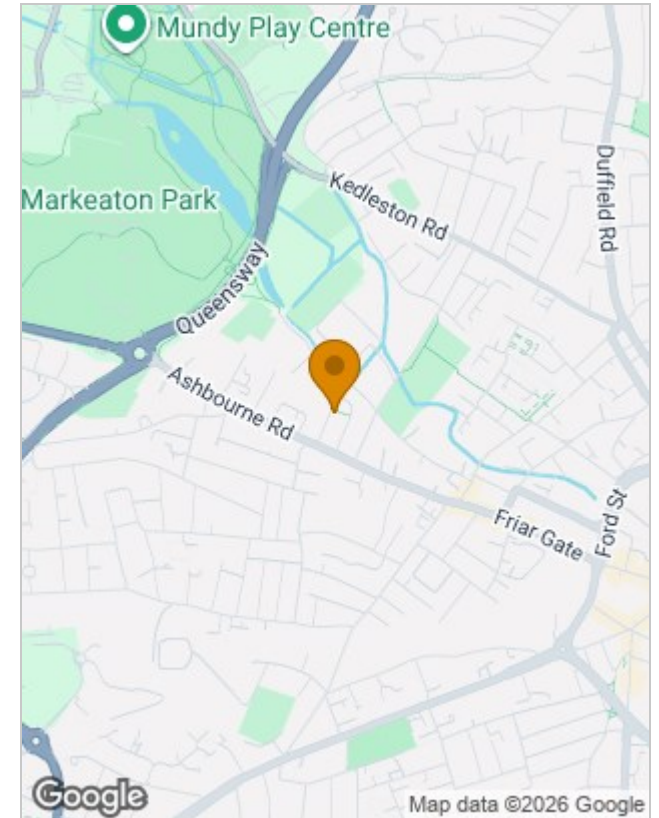 Mundy Play Centre
Kedleston Rd
Duffield Rd
Markeaton Park
Queensway
Ashbourne Rd
Friar Gate
Ford St
Google
Map data ©2026 Google